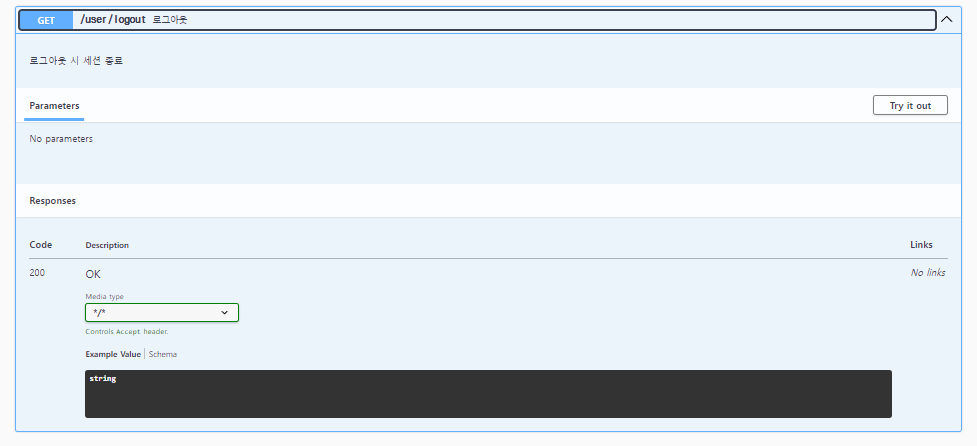 GET /user/logout 로그아웃
로그아웃 시 세션 종료
Parameters
Try it out
No parameters
Responses
Code Description Links
200 OK No links
Media type
*/*
Controls Accept header.
Example Value Schema
string